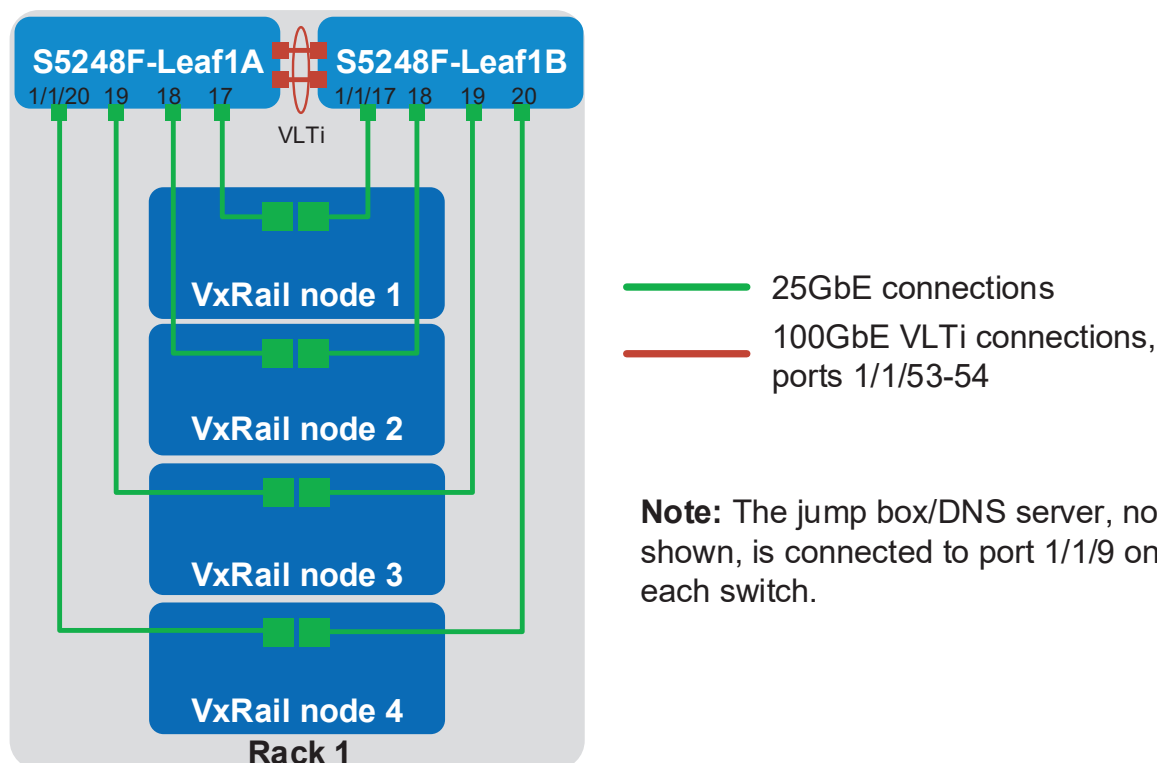 S5248F-Leaf1A S5248F-Leaf1B
1/1/20 19 18 17 1/1/17 18 19 20
VLTi
VxRail node 1
VxRail node 2
VxRail node 3
VxRail node 4
Rack 1
25GbE connections
100GbE VLTi connections,
ports 1/1/53-54
Note: The jump box/DNS server, no
shown, is connected to port 1/1/9 on
each switch.